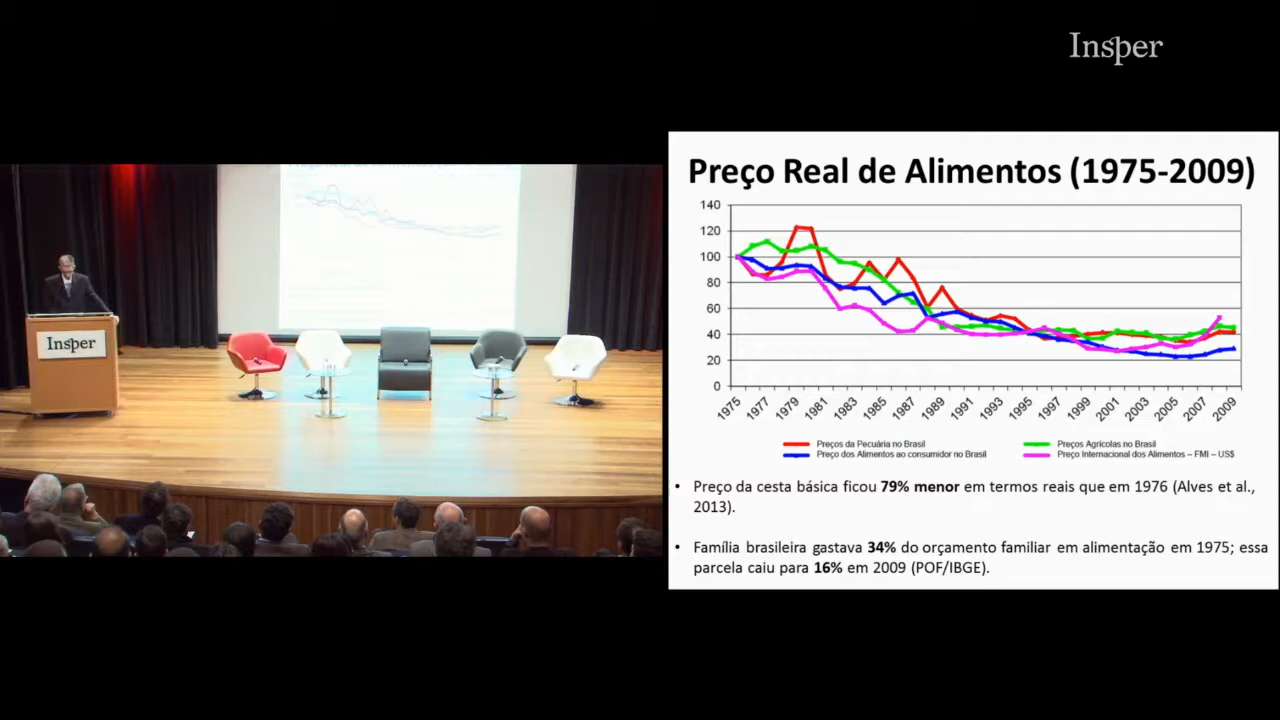 Insper
Insper
Preço Real de Alimentos (1975-2009)
140
120
100
80
60
40
20
0
1975
1977
1979
1981
1983
1985
1987
1989
1991
1993
1995
1997
1999
2001
2003
2005
2007
2009
Preços da Pecuária no Brasil
Preços Agrícolas no Brasil
Preço dos Alimentos ao consumidor no Brasil
Preço Internacional dos Alimentos – FMI – US$
• Preço da cesta básica ficou 79% menor em termos reais que em 1976 (Alves et al.,
2013).
• Família brasileira gastava 34% do orçamento familiar em alimentação em 1975; essa
parcela caiu para 16% em 2009 (POF/IBGE).